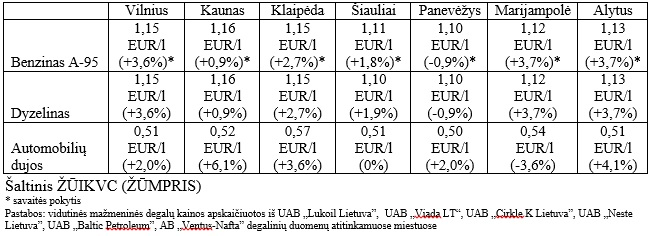 Vilnius Kaunas Klaipėda Šiauliai Panevėžys Marijampolė Alytus
1,15 1,16 1,15 1,11 1,10 1,12 1,13
EUR/l EUR/l EUR/l EUR/l EUR/l EUR/l EUR/l
Benzinas A-95 (+3,6%)* (+0,9%)* (+2,7%)* (+1,8%)* (-0,9%)* (+3,7%)* (+3,7%)*
1,15 1,16 1,15 1,10 1,10 1,12 1,13
EUR/l EUR/l EUR/l EUR/l EUR/l EUR/l EUR/l
Dyzelinas (+3,6%) (+0,9%) (+2,7%) (+1,9%) (-0,9%) (+3,7%) (+3,7%)
0,51 0,52 0,57 0,51 0,50 0,54 0,51
Automobilių EUR/l EUR/l EUR/l EUR/l EUR/l EUR/l EUR/l
dujos (+2,0%) (+6,1%) (+3,6%) (0%) (+2,0%) (-3,6%) (+4,1%)
Šaltinis ŽŪIKVC (ŽŪMPRIS)
* savaitės pokytis
Pastabos: vidutinės mažmeninės degalų kainos apskaičiuotos iš UAB „Lukoil Lietuva”, UAB „Viada LT“, UAB „Cirkle K Lietuva”, UAB „Neste
Lietuva”, UAB „Baltic Petroleum”, AB „Ventus-Nafta” degalinių duomenų atitinkamuose miestuose